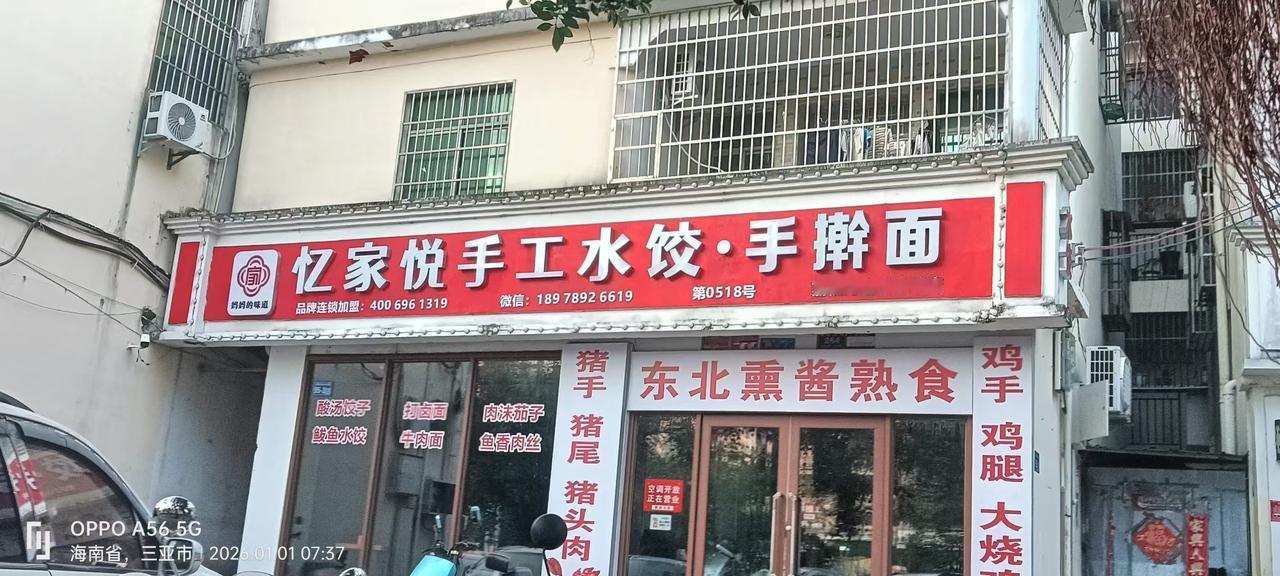 忆家悦手工水饺·手擀面
妈妈的味道
品牌连锁加盟：400 696 1319
微信：189 7892 6619
第0518号
264
东北熏酱熟食
猪手 猪尾 猪头肉
鸡手 鸡腿 大烧鸡
酸汤饺子
鲅鱼水饺
打卤面
牛肉面
肉沫茄子
鱼香肉丝
空调开放
正在营业
OPPO A56 5G
海南省，三亚市 2026.01.01 07:37